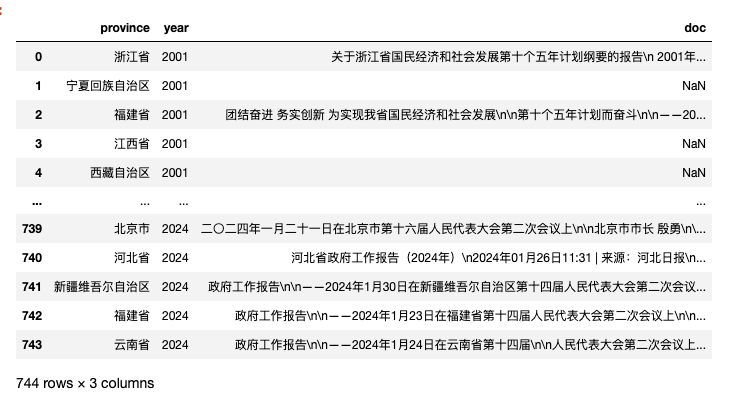 province year doc
0 浙江省 2001 关于浙江省国民经济和社会发展第十个五年计划纲要的报告\n 2001年...
1 宁夏回族自治区 2001 NaN
2 福建省 2001 团结奋进 务实创新 为实现我省国民经济和社会发展\n\n第十个五年计划而奋斗\n\n——20...
3 江西省 2001 NaN
4 西藏自治区 2001 NaN
... ... ... ...
739 北京市 2024 二〇二四年一月二十一日在北京市第十六届人民代表大会第二次会议上\n\n北京市市长 殷勇\n\...
740 河北省 2024 河北省政府工作报告（2024年）\n2024年01月26日11:31 | 来源：河北日报\n...
741 新疆维吾尔自治区 2024 政府工作报告\n\n——2024年1月30日在新疆维吾尔自治区第十四届人民代表大会第二次会议...
742 福建省 2024 政府工作报告\n\n——2024年1月23日在福建省第十四届人民代表大会第二次会议上\n\n...
743 云南省 2024 政府工作报告\n\n——2024年1月24日在云南省第十四届\n\n人民代表大会第二次会议上...
744 rows × 3 columns